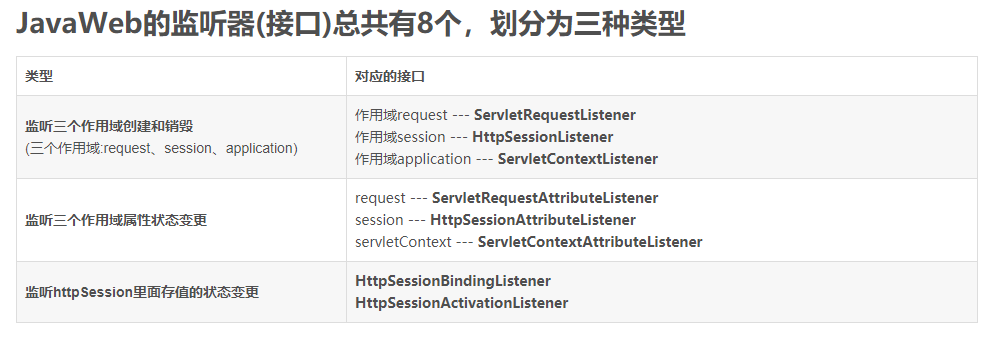 JavaWeb的监听器(接口)总共有8个，划分为三种类型
类型
对应的接口
监听三个作用域创建和销毁
(三个作用域:request、session、application)
作用域request --- ServletRequestListener
作用域session --- HttpSessionListener
作用域application --- ServletContextListener
监听三个作用域属性状态变更
request --- ServletRequestAttributeListener
session --- HttpSessionAttributeListener
servletContext --- ServletContextAttributeListener
监听httpSession里面存值的状态变更
HttpSessionBindingListener
HttpSessionActivationListener